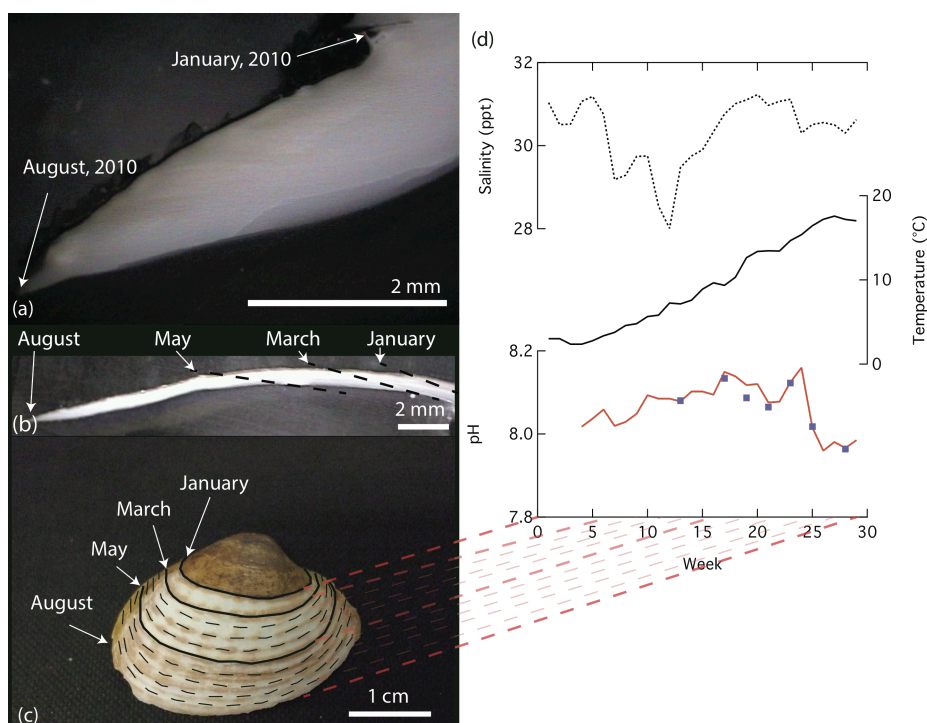 January, 2010
August, 2010
2 mm
(a)
August
May
March
January
2 mm
(b)
January
March
May
August
1 cm
(c)
(d)
32
30
28
Salinity (ppt)
20
10
0
Temperature (°C)
8.2
8.0
7.8
pH
0
5
10
15
20
25
30
Week